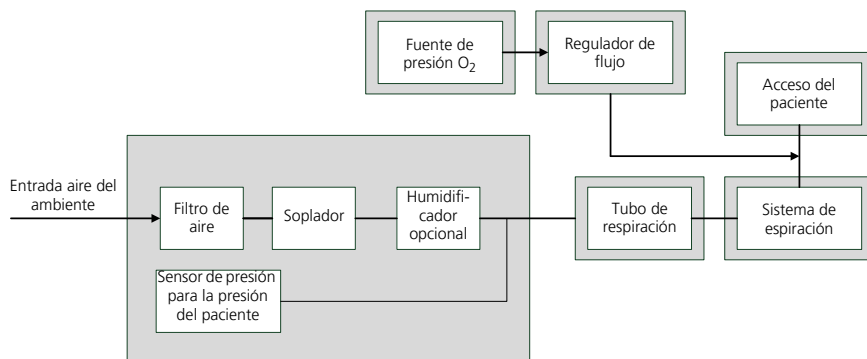 Fuente de
presión O2
Regulador de
flujo
Acceso del
paciente
Entrada aire del
ambiente
Filtro de
aire
Soplador
Humidifi-
cador
opcional
Tubo de
respiración
Sistema de
espiración
Sensor de presión
para la presión
del paciente